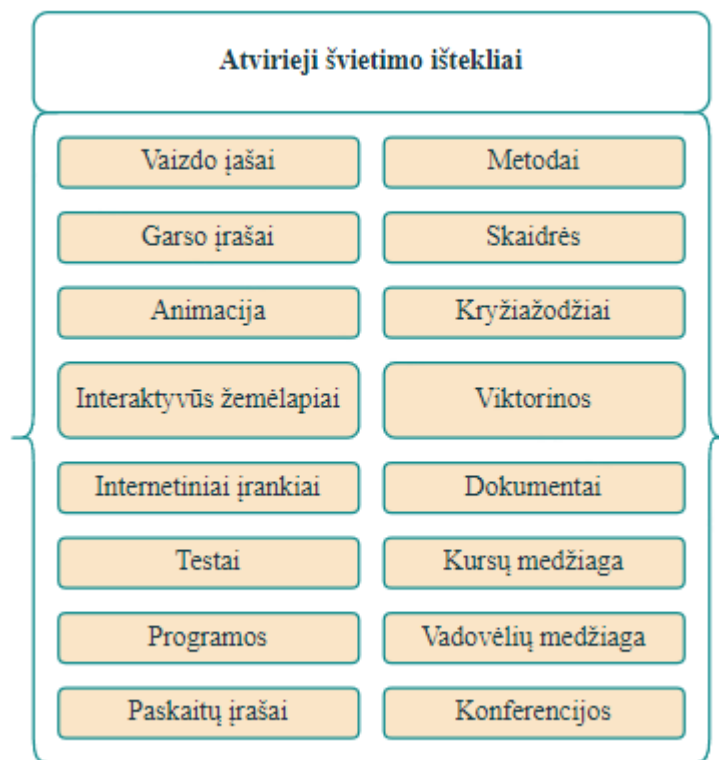 Atvirieji švietimo ištekliai
Vaizdo įašai
Metodai
Garso įrašai
Skaidrės
Animacija
Kryžiažodžiai
Interaktyvūs žemėlapiai
Viktorinos
Internetiniai įrankiai
Dokumentai
Testai
Kursų medžiaga
Programos
Vadovėlių medžiaga
Paskaitų įrašai
Konferencijos